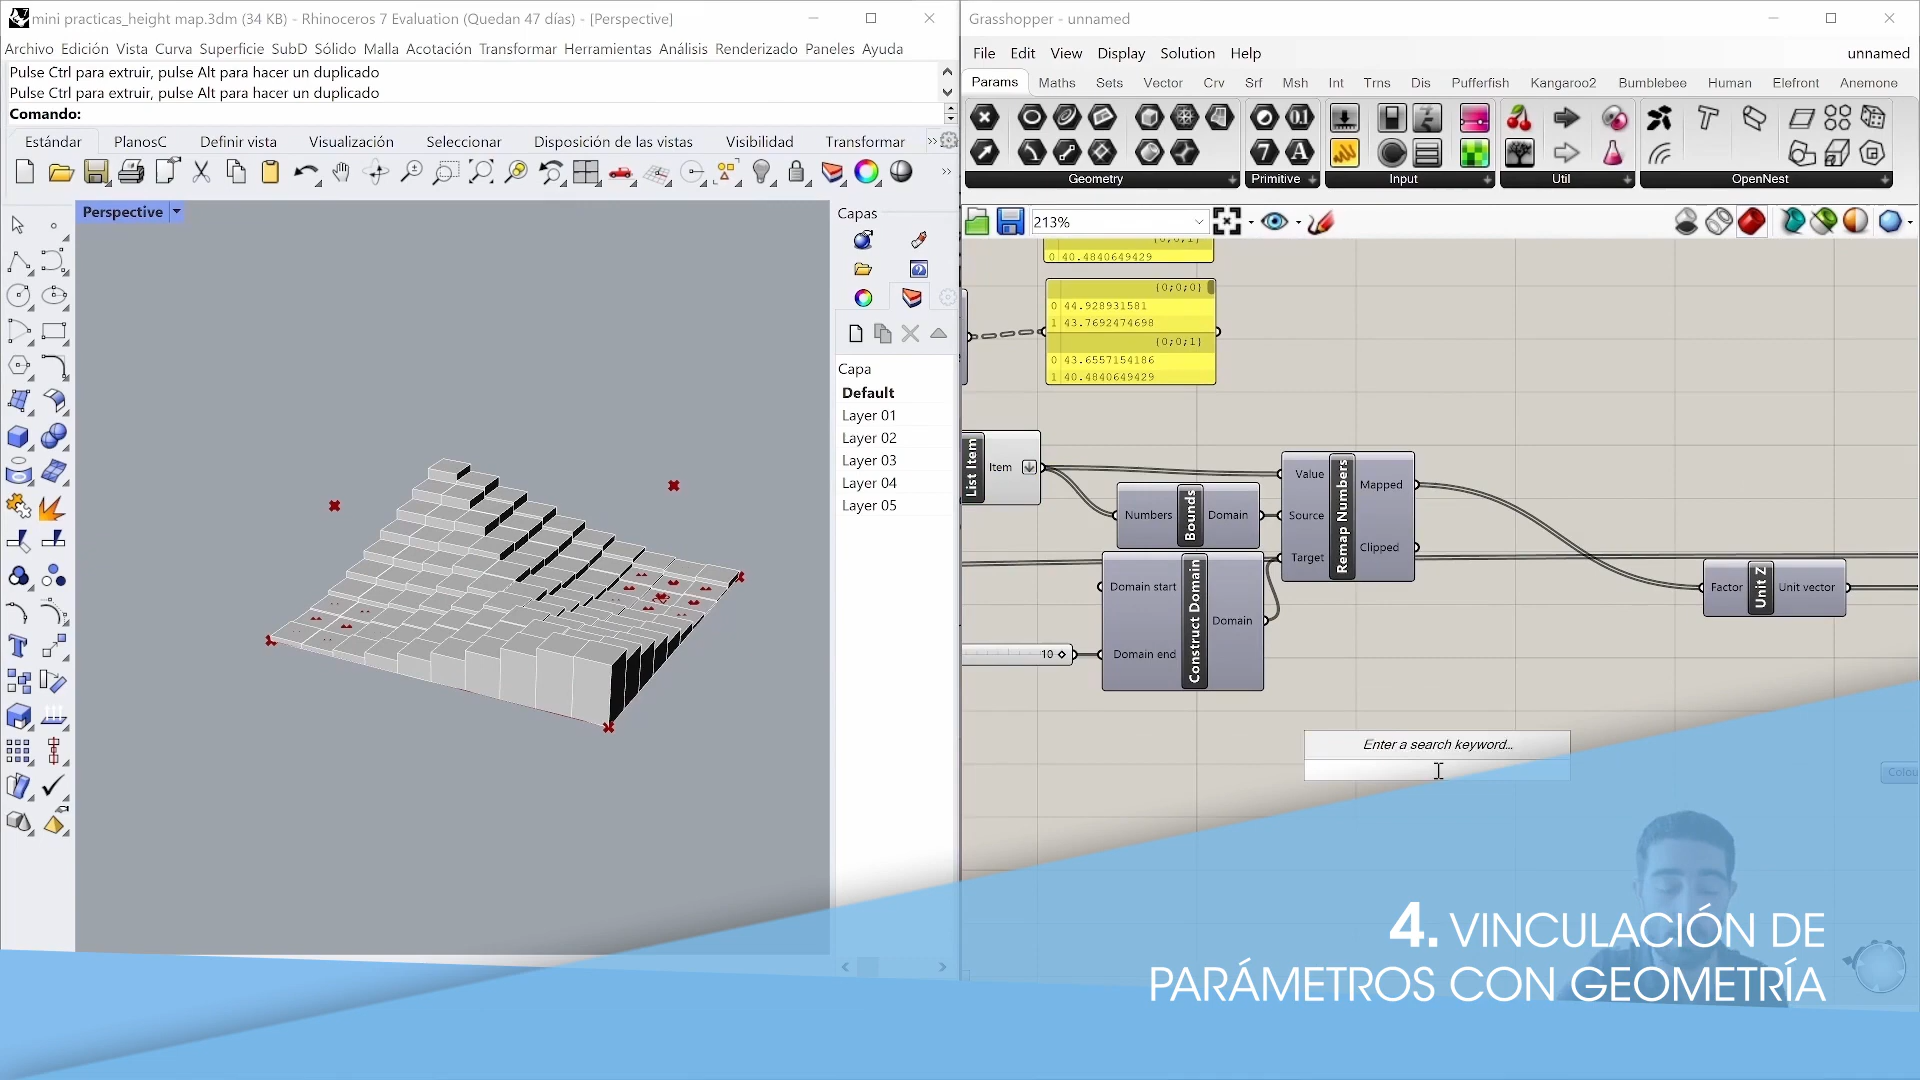 mini practicas_height map.3dm (34 KB) - Rhinoceros 7 Evaluation (Quedan 47 días) - [Perspective]
Archivo Edición Vista Curva Superficie SubD Sólido Malla Acotación Transformar Herramientas Análisis Renderizado Paneles Ayuda
Pulse Ctrl para extruir, pulse Alt para hacer un duplicado
Pulse Ctrl para extruir, pulse Alt para hacer un duplicado
Comando:
Estándar PlanosC Definir vista Visualización Seleccionar Disposición de las vistas Visibilidad Transformar
Perspective
Capas
Capa
Default
Layer 01
Layer 02
Layer 03
Layer 04
Layer 05
Grasshopper - unnamed
File Edit View Display Solution Help unnamed
Params Maths Sets Vector Crv Srf Msh Int Trns Dis Pufferfish Kangaroo2 Bumblebee Human Elefront Anemone
Geometry Primitive Input Util OpenNest
213%
{0;0;1}
0 40.4840649429
{0;0;0}
0 44.928931581
1 43.7692474698
{0;0;1}
0 43.6557154186
1 40.4840649429
List Item
Item
Numbers
Bounds
Domain
Value
Source
Target
Remap Numbers
Mapped
Clipped
Domain start
Domain end
Construct Domain
Domain
10
Factor
Unit Z
Unit vector
Enter a search keyword...
Colou
4. VINCULACIÓN DE
PARÁMETROS CON GEOMETRÍA